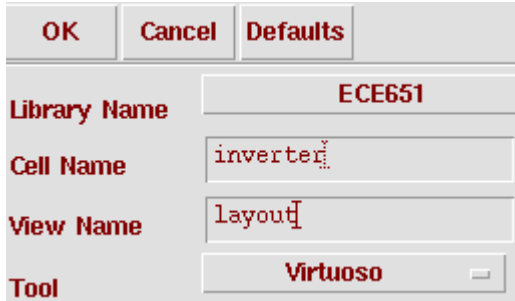 OK Cancel Defaults
Library Name ECE651
Cell Name inverter
View Name layout
Tool Virtuoso